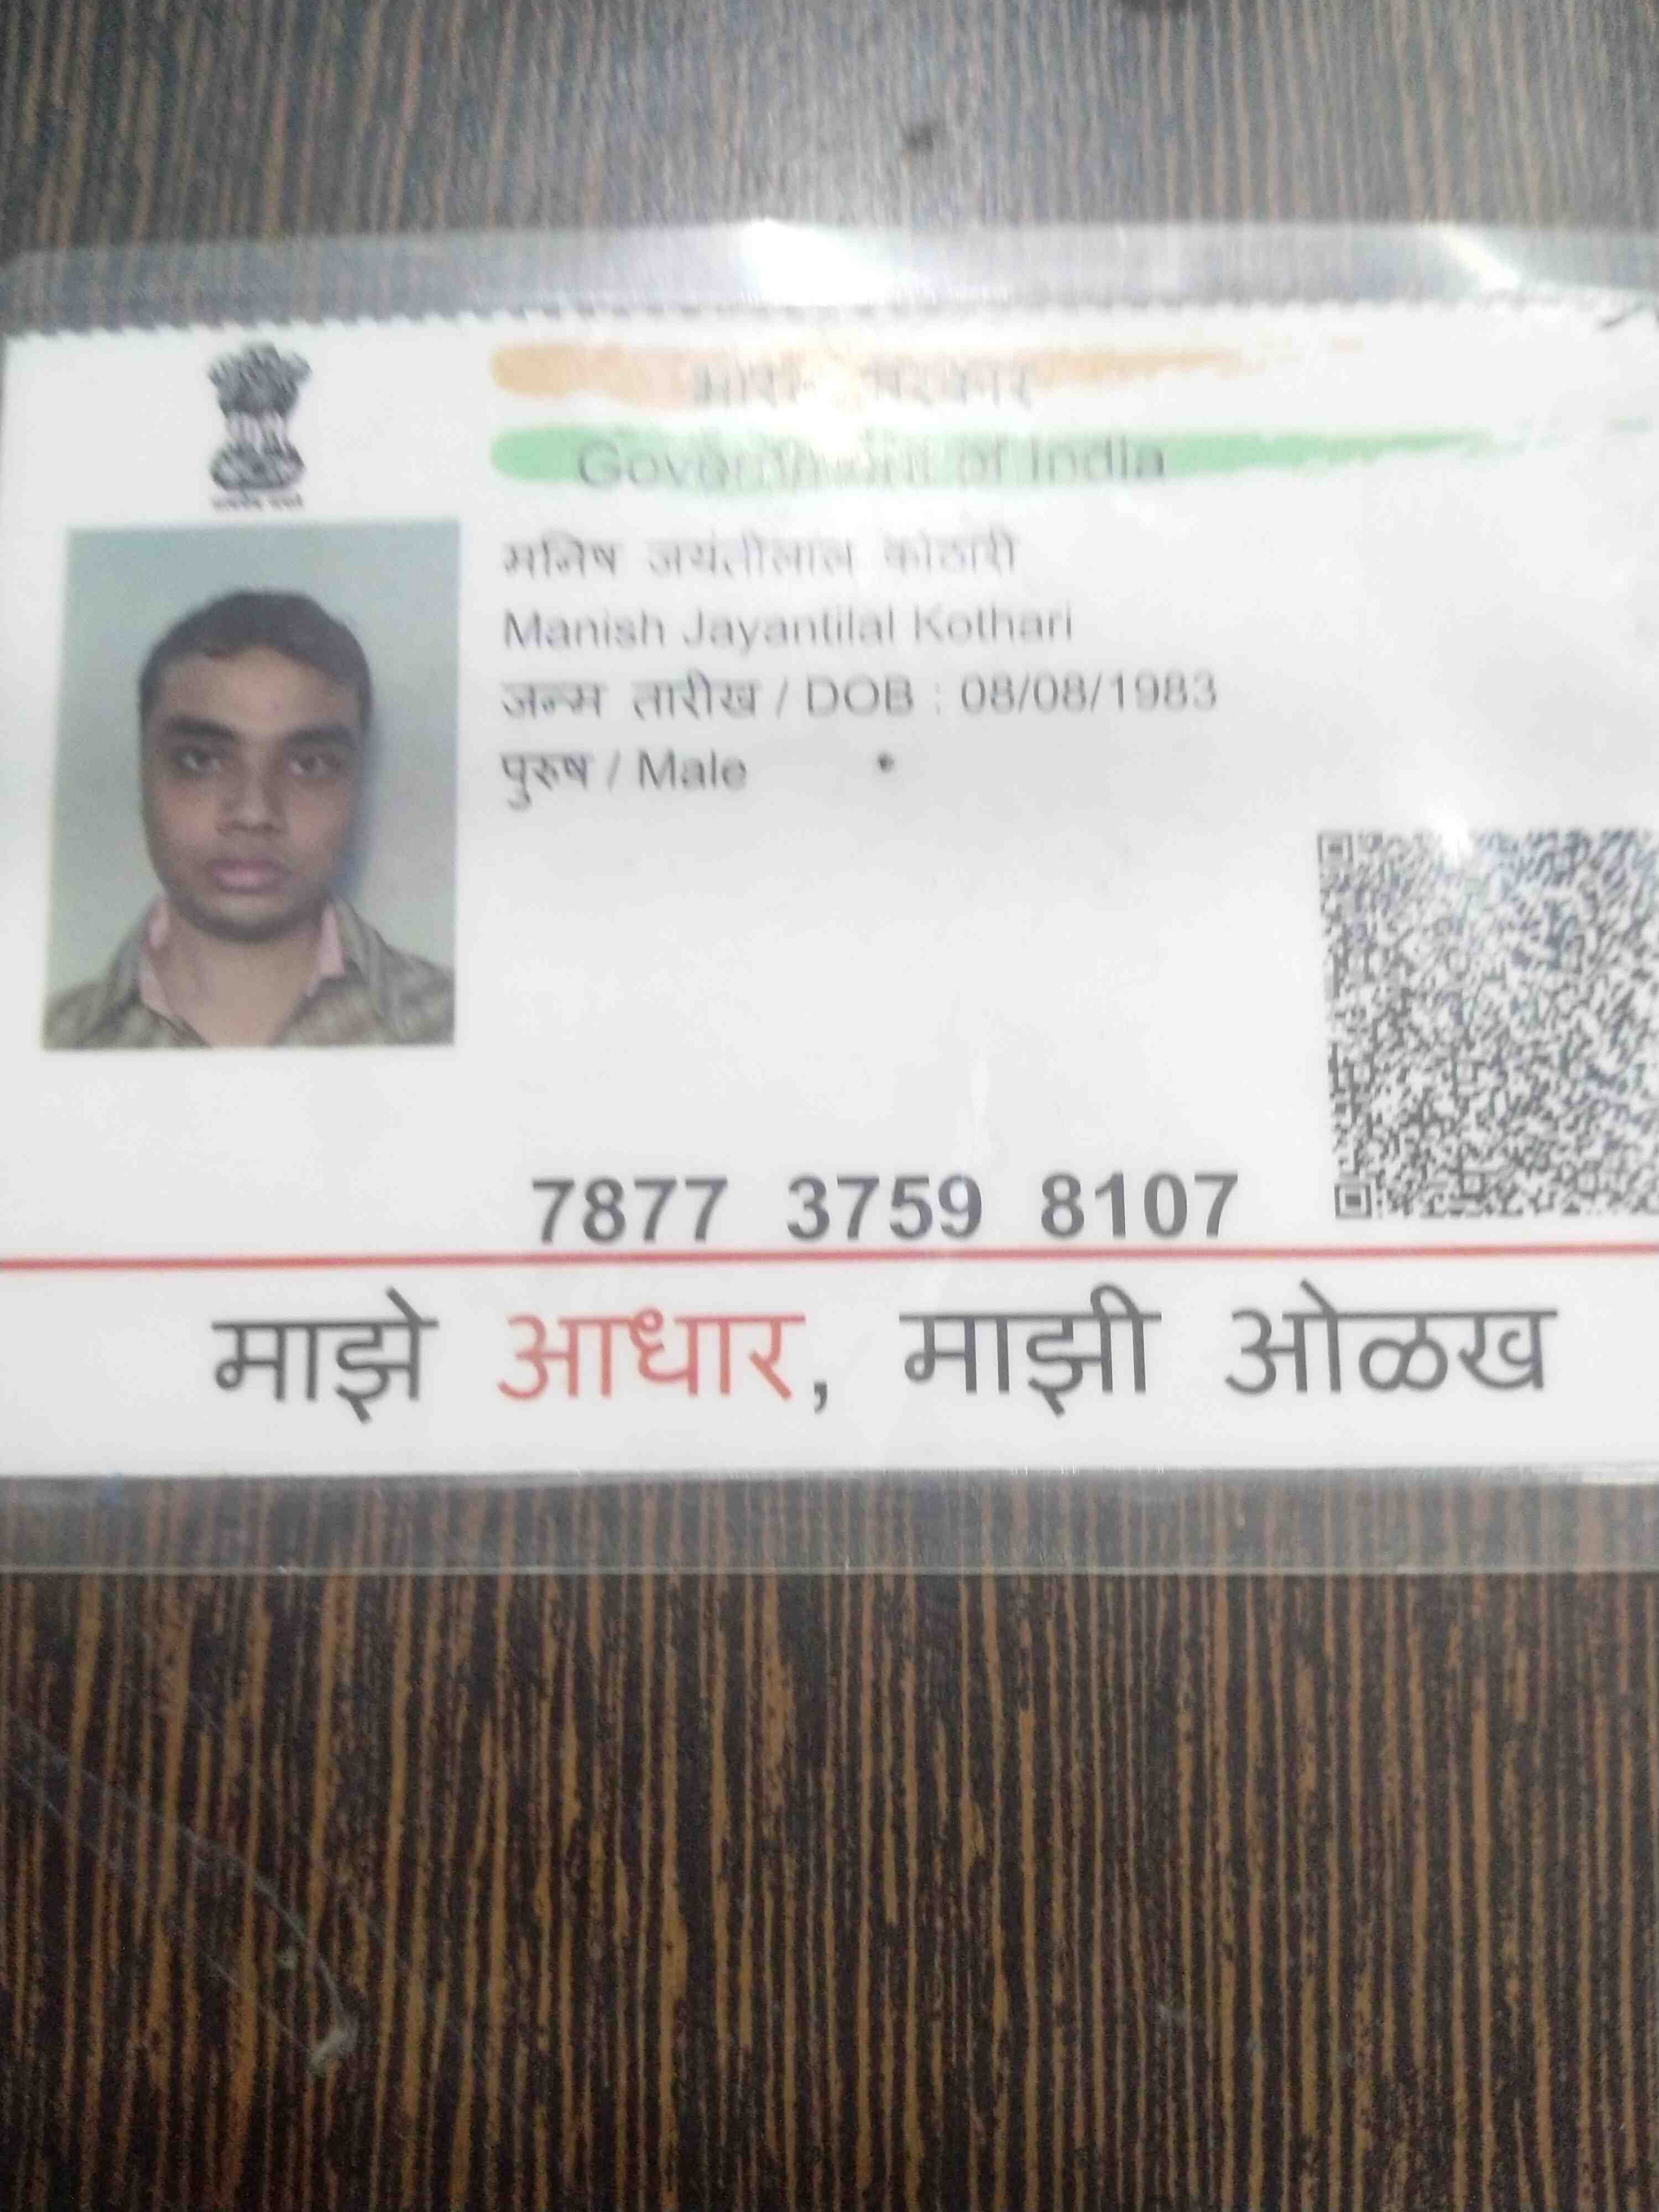 भारत सरकार
Government of India
मनिष जयंतीलाल कोठारी
Manish Jayantilal Kothari
जन्म तारीख / DOB : 08/08/1983
पुरुष / Male
7877 3759 8107
माझे आधार, माझी ओळख